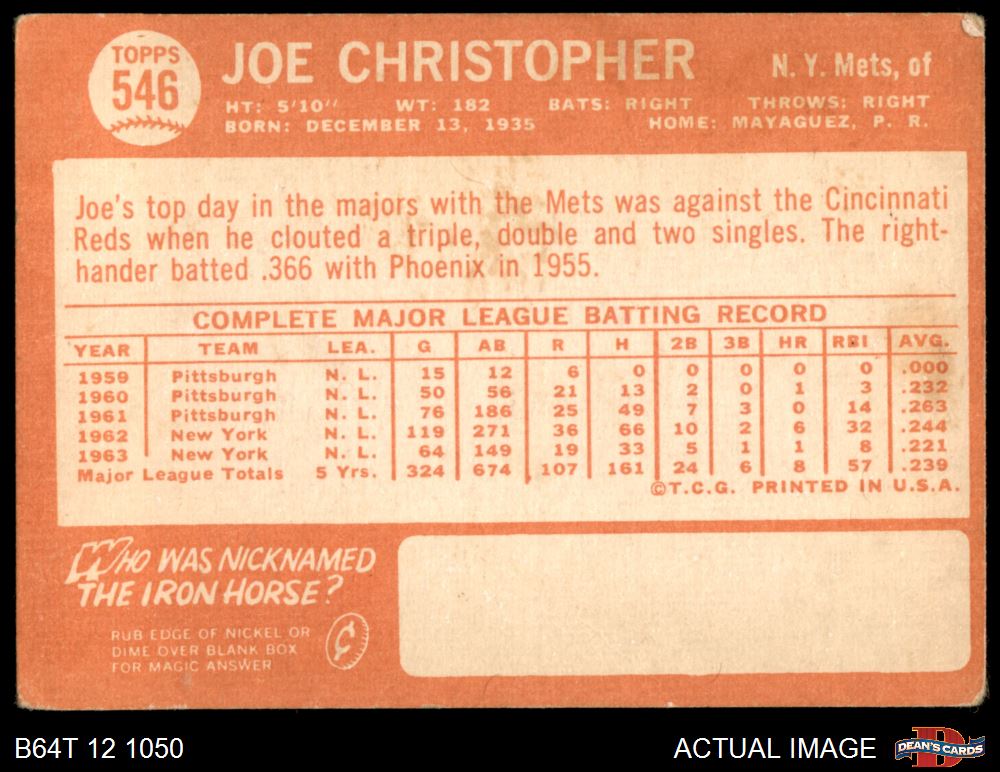 TOPPS
546
JOE CHRISTOPHER
N. Y. Mets, of
HT: 5'10" WT: 182 BATS: RIGHT THROWS: RIGHT
BORN: DECEMBER 13, 1935 HOME: MAYAGUEZ, P. R.
Joe's top day in the majors with the Mets was against the Cincinnati
Reds when he clouted a triple, double and two singles. The right-
hander batted .366 with Phoenix in 1955.
COMPLETE MAJOR LEAGUE BATTING RECORD
YEAR TEAM LEA. G AB R H 2B 3B HR RBI AVG.
1959 Pittsburgh N. L. 15 12 6 0 0 0 0 0 .000
1960 Pittsburgh N. L. 50 56 21 13 2 0 1 3 .232
1961 Pittsburgh N. L. 76 186 25 49 7 3 0 14 .263
1962 New York N. L. 119 271 36 66 10 2 6 32 .244
1963 New York N. L. 64 149 19 33 5 1 1 8 .221
Major League Totals 5 Yrs. 324 674 107 161 24 6 8 57 .239
©T.C.G. PRINTED IN U.S.A.
WHO WAS NICKNAMED
THE IRON HORSE?
RUB EDGE OF NICKEL OR
DIME OVER BLANK BOX
FOR MAGIC ANSWER
¢
B64T 12 1050
ACTUAL IMAGE
D
DEAN'S CARDS